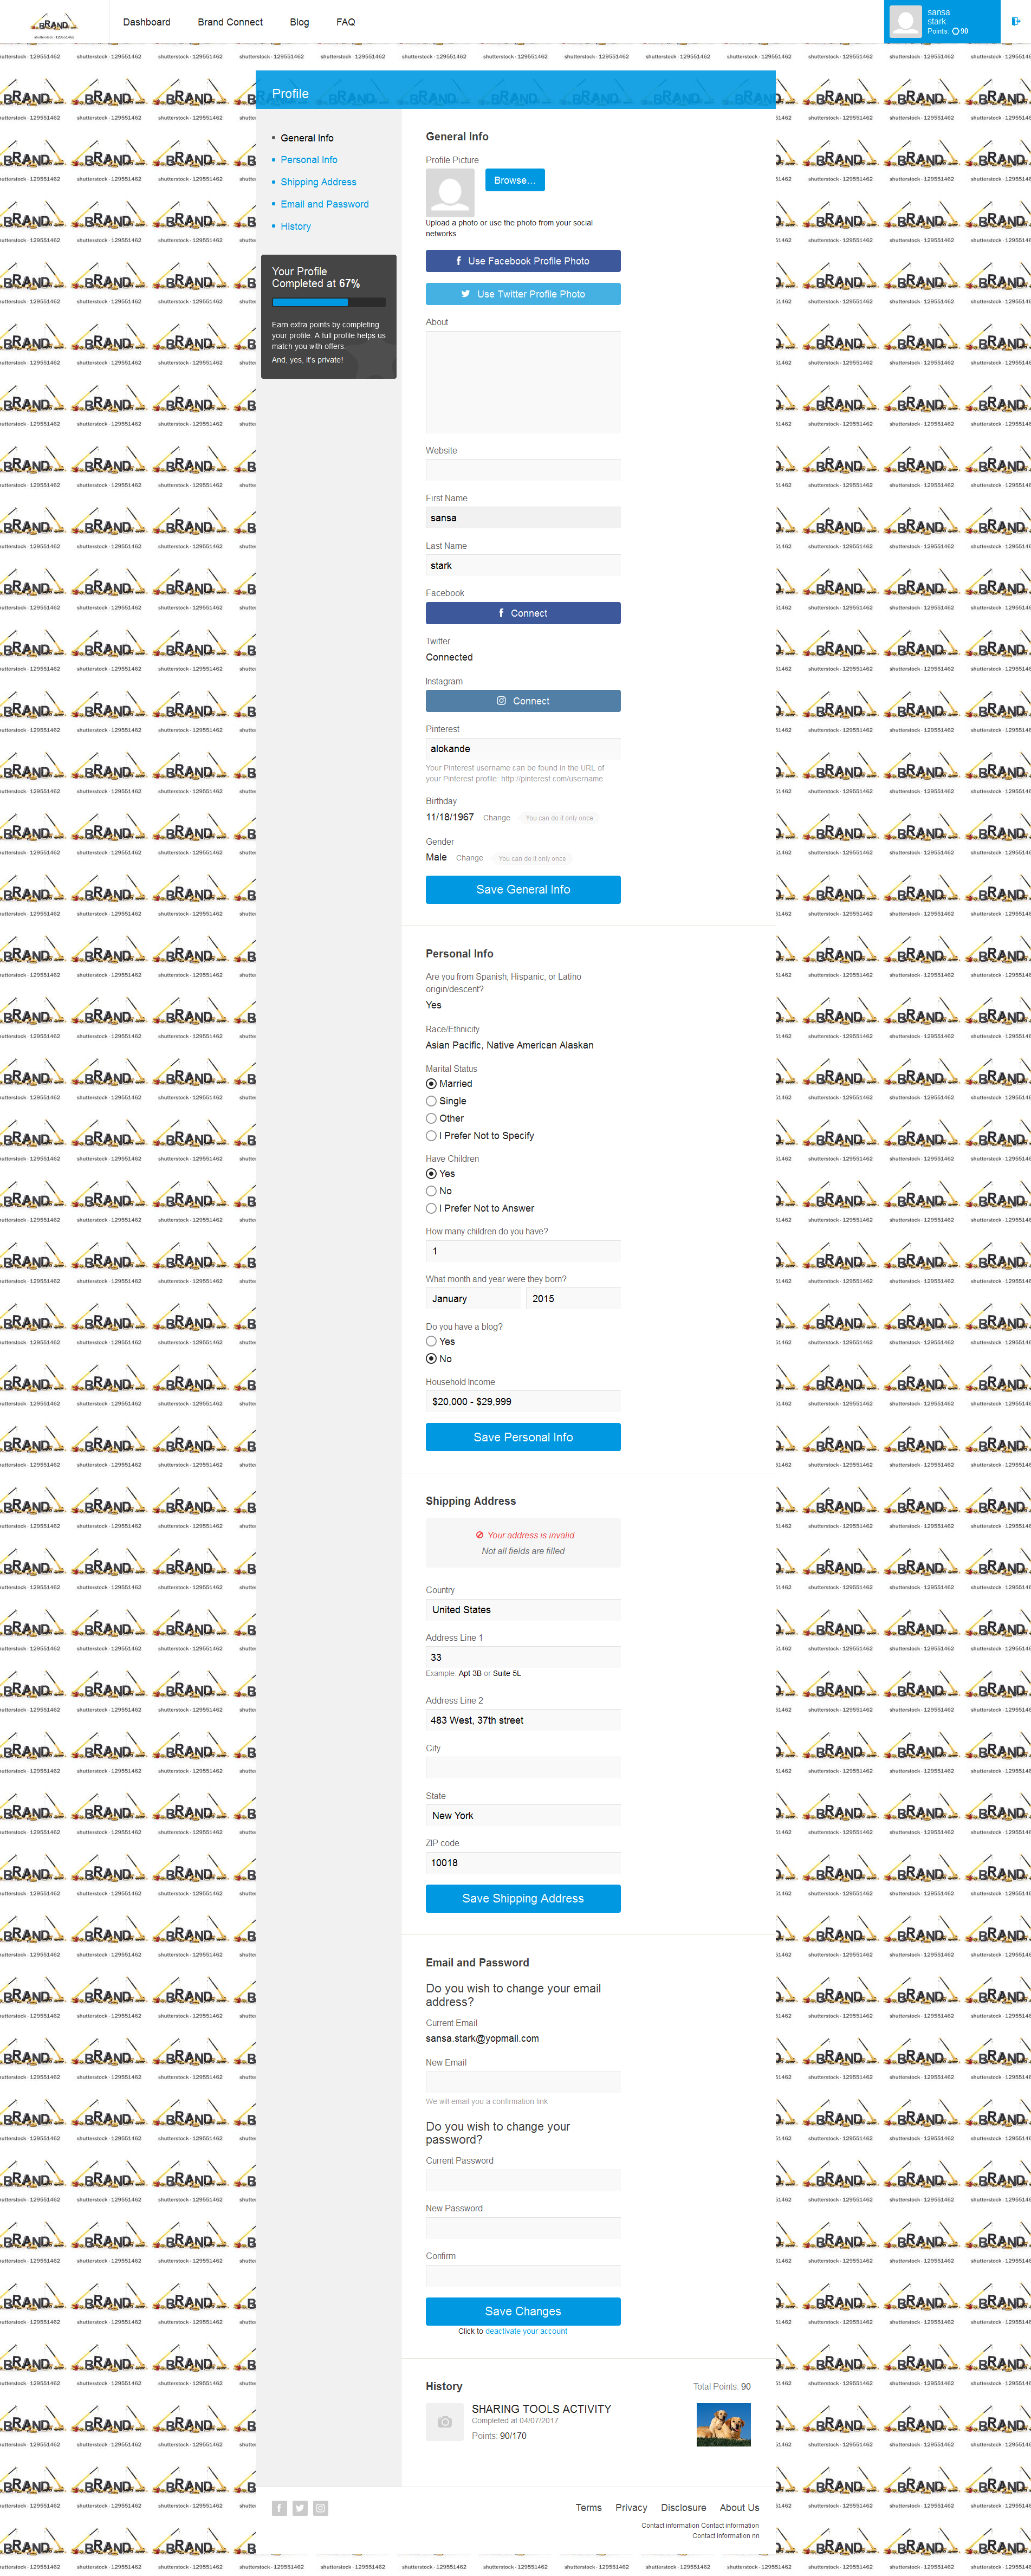 BRAND
shutterstock · 129551462
Dashboard
Brand Connect
Blog
FAQ
sansa
stark
Points: 90
Profile
General Info
Personal Info
Shipping Address
Email and Password
History
Your Profile
Completed at 67%
Earn extra points by completing
your profile. A full profile helps us
match you with offers.
And, yes, it's private!
General Info
Profile Picture
Browse...
Upload a photo or use the photo from your social
networks
Use Facebook Profile Photo
Use Twitter Profile Photo
About
Website
First Name
sansa
Last Name
stark
Facebook
Connect
Twitter
Connected
Instagram
Connect
Pinterest
alokande
Your Pinterest username can be found in the URL of
your Pinterest profile: http://pinterest.com/username
Birthday
11/18/1967 Change You can do it only once
Gender
Male Change You can do it only once
Save General Info
Personal Info
Are you from Spanish, Hispanic, or Latino
origin/descent?
Yes
Race/Ethnicity
Asian Pacific, Native American Alaskan
Marital Status
Married
Single
Other
I Prefer Not to Specify
Have Children
Yes
No
I Prefer Not to Answer
How many children do you have?
1
What month and year were they born?
January 2015
Do you have a blog?
Yes
No
Household Income
$20,000 - $29,999
Save Personal Info
Shipping Address
Your address is invalid
Not all fields are filled
Country
United States
Address Line 1
33
Example: Apt 3B or Suite 5L
Address Line 2
483 West, 37th street
City
State
New York
ZIP code
10018
Save Shipping Address
Email and Password
Do you wish to change your email
address?
Current Email
sansa.stark@yopmail.com
New Email
We will email you a confirmation link
Do you wish to change your
password?
Current Password
New Password
Confirm
Save Changes
Click to deactivate your account
History
Total Points: 90
SHARING TOOLS ACTIVITY
Completed at 04/07/2017
Points: 90/170
Terms Privacy Disclosure About Us
Contact information Contact information
Contact information nn